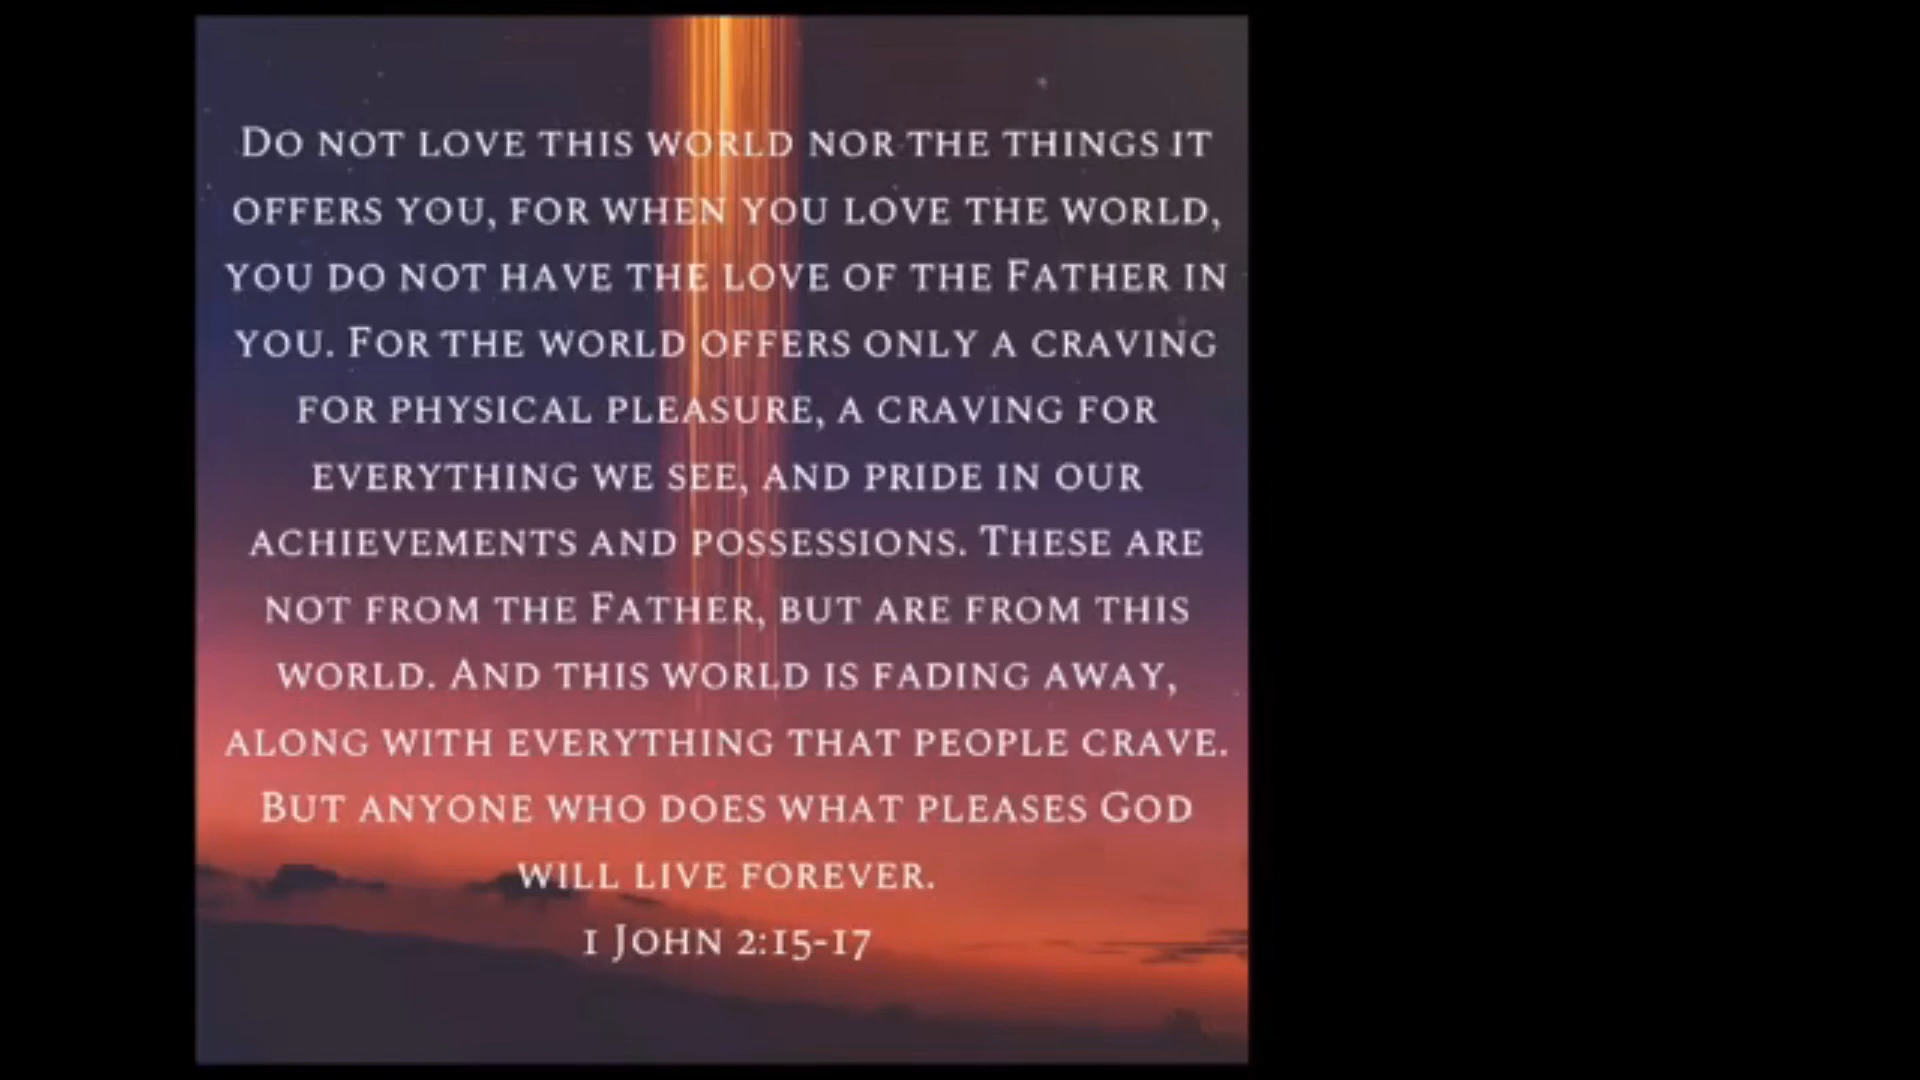 Do not love this world nor the things it
offers you, for when you love the world,
you do not have the love of the Father in
you. For the world offers only a craving
for physical pleasure, a craving for
everything we see, and pride in our
achievements and possessions. These are
not from the Father, but are from this
world. And this world is fading away,
along with everything that people crave.
But anyone who does what pleases God
will live forever.
1 John 2:15-17